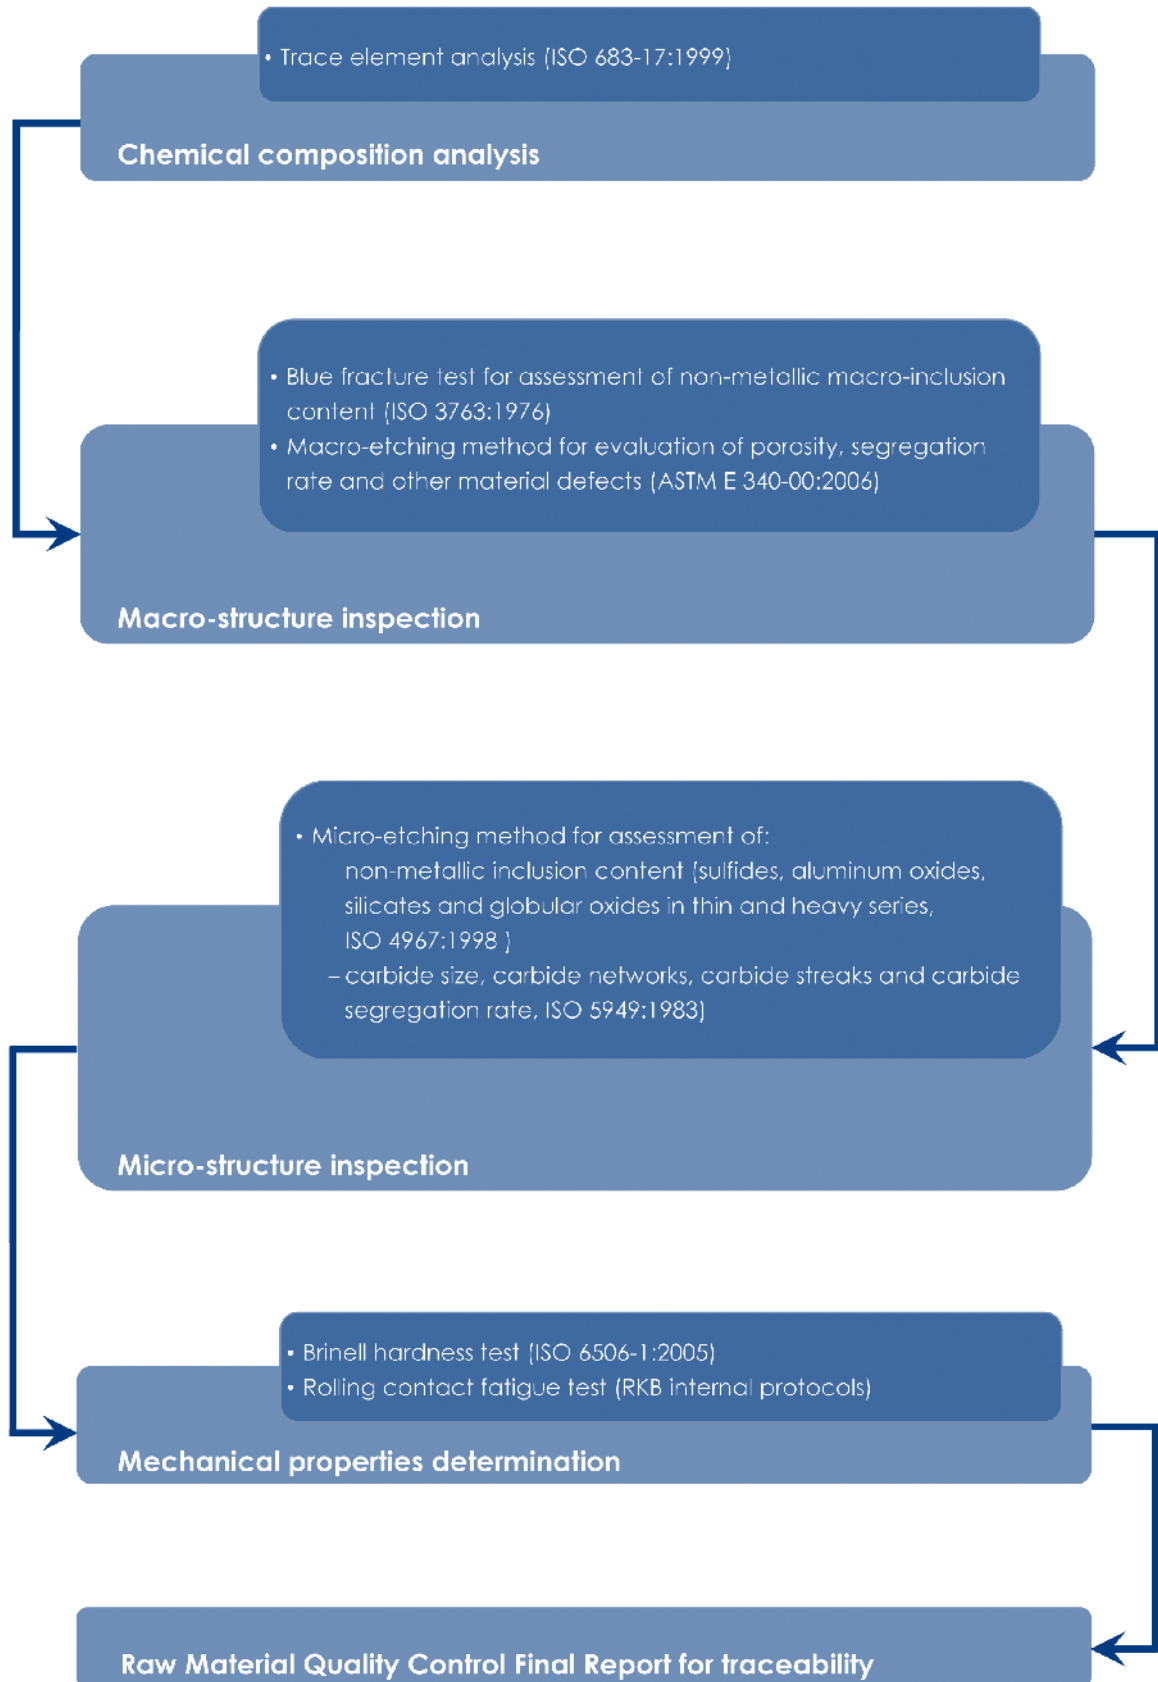 • Trace element analysis (ISO 683-17:1999)
Chemical composition analysis
• Blue fracture test for assessment of non-metallic macro-inclusion
content (ISO 3763:1976)
• Macro-etching method for evaluation of porosity, segregation
rate and other material defects (ASTM E 340-00:2006)
Macro-structure inspection
• Micro-etching method for assessment of:
non-metallic inclusion content (sulfides, aluminum oxides,
silicates and globular oxides in thin and heavy series,
ISO 4967:1998 )
– carbide size, carbide networks, carbide streaks and carbide
segregation rate, ISO 5949:1983)
Micro-structure inspection
• Brinell hardness test (ISO 6506-1:2005)
• Rolling contact fatigue test (RKB internal protocols)
Mechanical properties determination
Raw Material Quality Control Final Report for traceability